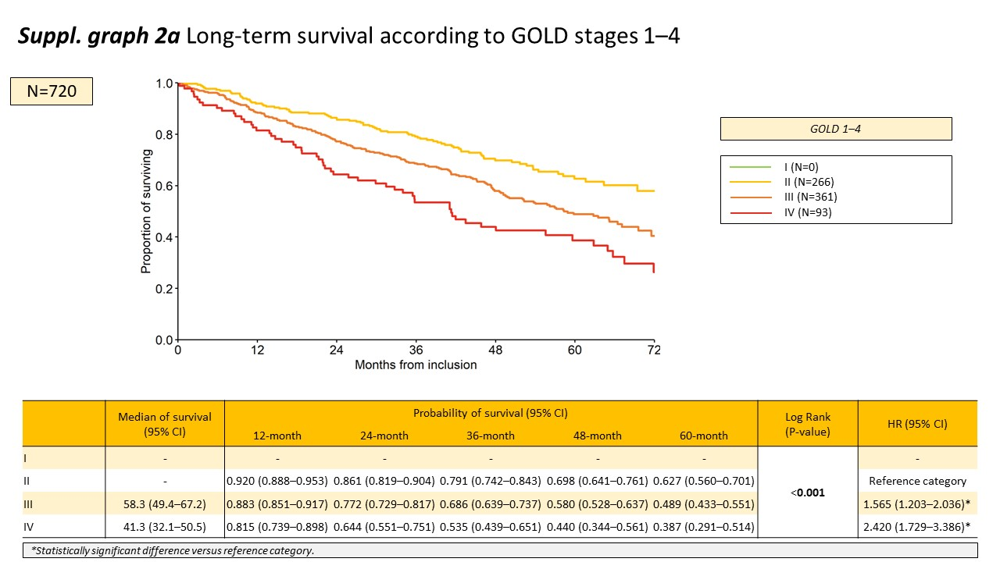 Suppl. graph 2a Long-term survival according to GOLD stages 1–4
N=720
1.0
0.8
0.6
0.4
0.2
0.0
Proportion of surviving
0 12 24 36 48 60 72
Months from inclusion
GOLD 1–4
I (N=0)
II (N=266)
III (N=361)
IV (N=93)
Median of survival (95% CI) Probability of survival (95% CI) Log Rank (P-value) HR (95% CI)
12-month 24-month 36-month 48-month 60-month
I - - - - - - -
II - 0.920 (0.888–0.953) 0.861 (0.819–0.904) 0.791 (0.742–0.843) 0.698 (0.641–0.761) 0.627 (0.560–0.701) Reference category
<0.001
III 58.3 (49.4–67.2) 0.883 (0.851–0.917) 0.772 (0.729–0.817) 0.686 (0.639–0.737) 0.580 (0.528–0.637) 0.489 (0.433–0.551) 1.565 (1.203–2.036)*
IV 41.3 (32.1–50.5) 0.815 (0.739–0.898) 0.644 (0.551–0.751) 0.535 (0.439–0.651) 0.440 (0.344–0.561) 0.387 (0.291–0.514) 2.420 (1.729–3.386)*
*Statistically significant difference versus reference category.